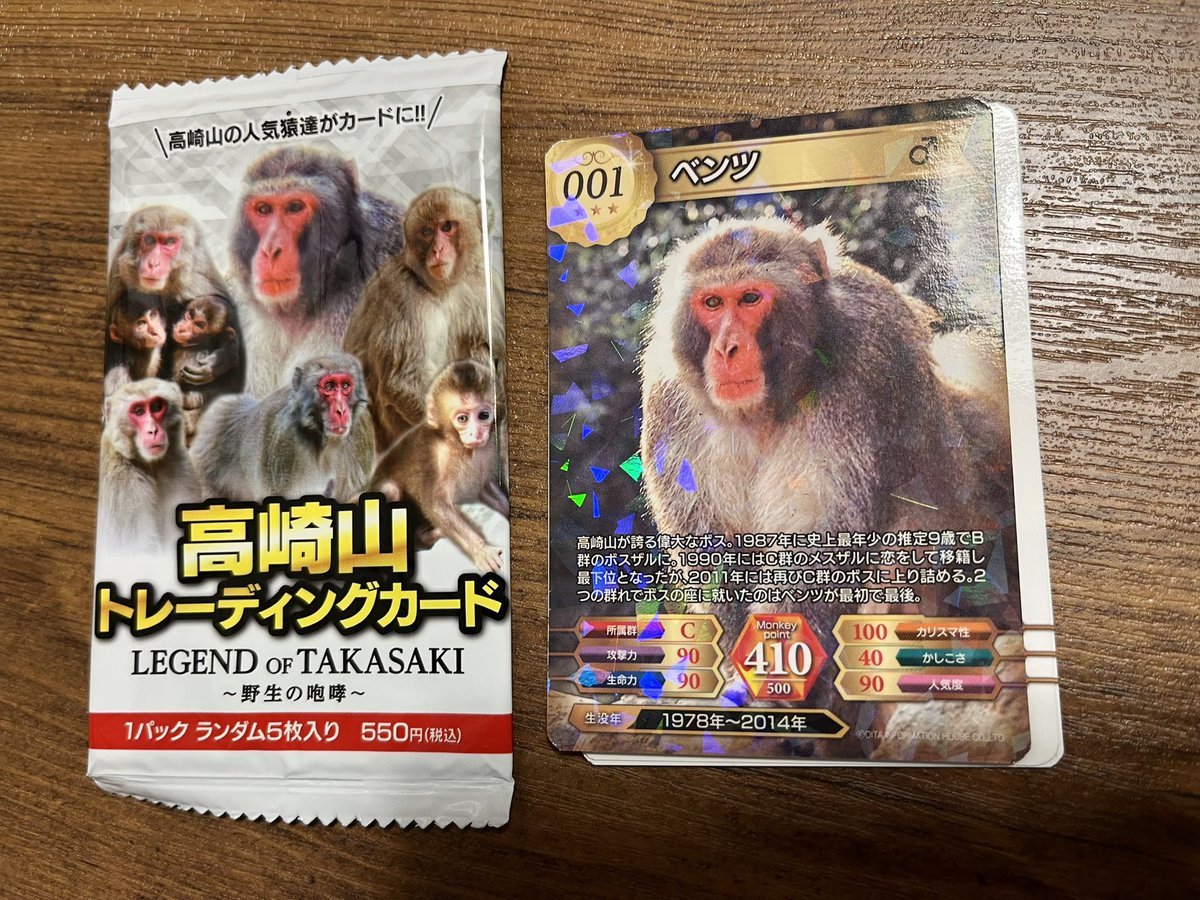 高崎山の人気猿達がカードに!!
高崎山
トレーディングカード
LEGEND OF TAKASAKI
～野生の咆哮～
1パック ランダム5枚入り 550円(税込)
001
ベンツ ♂
★★
高崎山が誇る偉大なボス。1987年に史上最年少の推定9歳でB
群のボスザルに。1990年にはC群のメスザルに恋をして移籍し
最下位となったが、2011年には再びC群のボスに上り詰める。2
つの群れでボスの座に就いたのはベンツが最初で最後。
所属群 C
攻撃力 90
生命力 90
Monkey
point
410
500
100 カリスマ性
40 かしこさ
90 人気度
生没年 1978年～2014年
©OITA INFORMATION HOUSE CO.,LTD